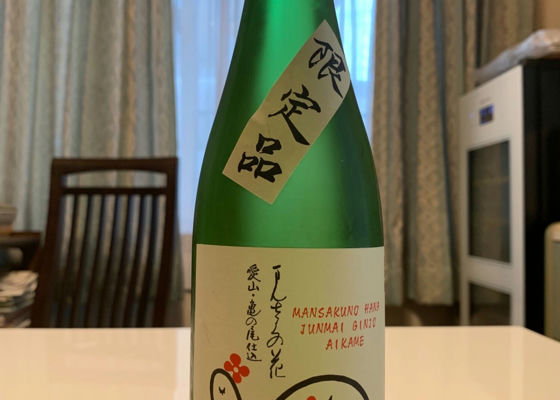 限定品
まんさくの花
愛山・亀の尾仕込
MANSAKUNO HANA
JUNMAI GINJO
AIKAME